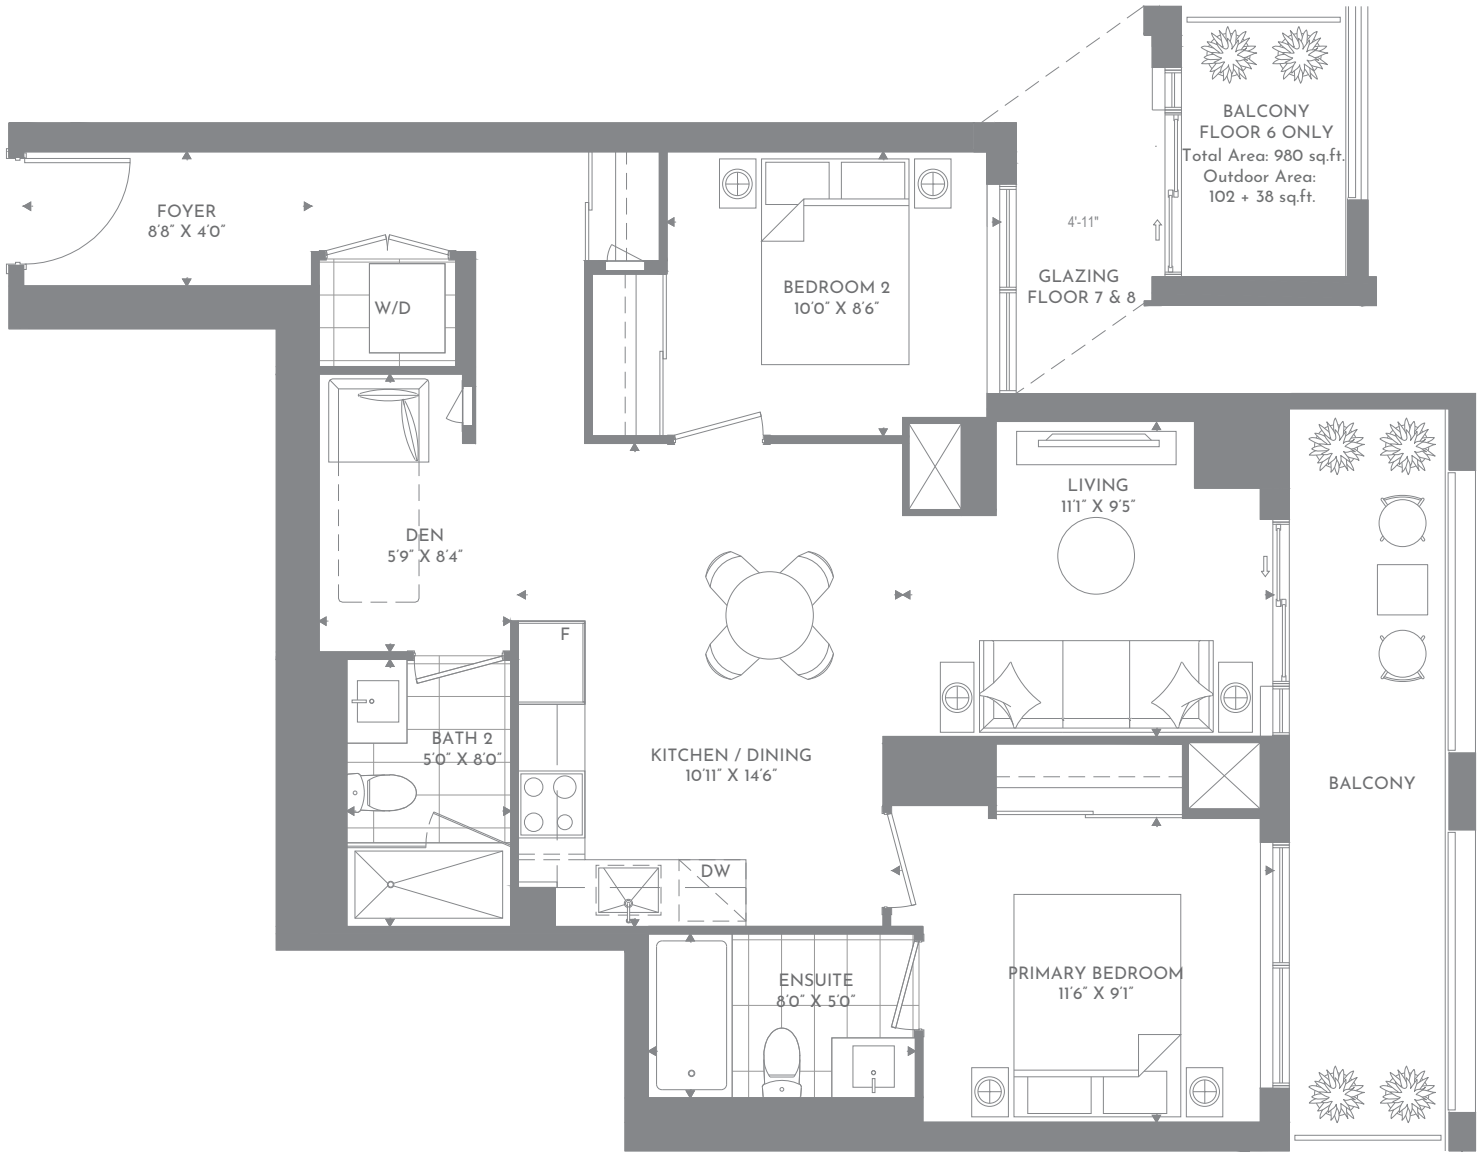 BALCONY
FLOOR 6 ONLY
Total Area: 980 sq.ft.
Outdoor Area:
102 + 38 sq.ft.
FOYER
8'8" X 4'0"
4'-11"
GLAZING
FLOOR 7 & 8
BEDROOM 2
10'0" X 8'6"
W/D
LIVING
11'1" X 9'5"
DEN
5'9" X 8'4"
F
BATH 2
5'0" X 8'0"
KITCHEN / DINING
10'11" X 14'6"
BALCONY
DW
ENSUITE
8'0" X 5'0"
PRIMARY BEDROOM
11'6" X 9'1"